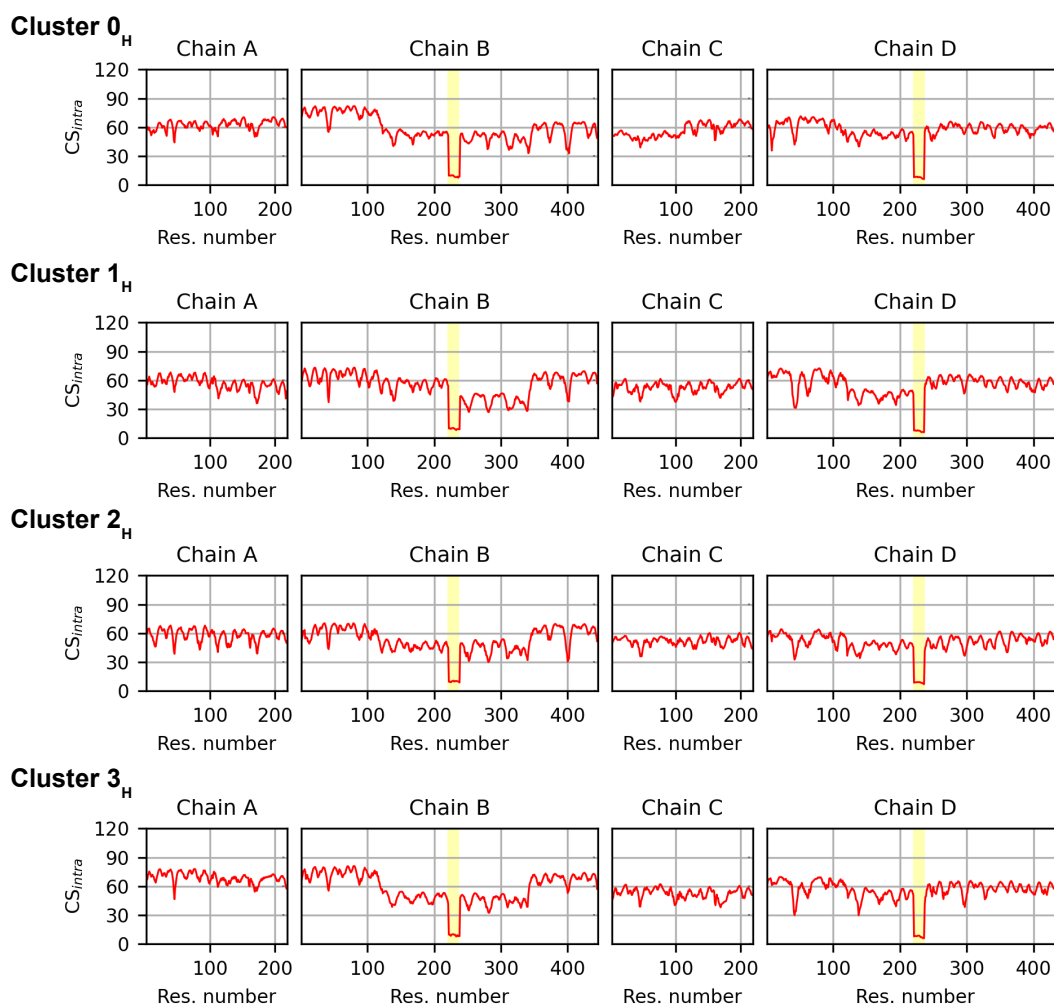 Cluster 0H
Chain A Chain B Chain C Chain D
CSintra
120
90
60
30
0
100 200 100 200 300 400 100 200 100 200 300 400
Res. number Res. number Res. number Res. number
Cluster 1H
Chain A Chain B Chain C Chain D
CSintra
120
90
60
30
0
100 200 100 200 300 400 100 200 100 200 300 400
Res. number Res. number Res. number Res. number
Cluster 2H
Chain A Chain B Chain C Chain D
CSintra
120
90
60
30
0
100 200 100 200 300 400 100 200 100 200 300 400
Res. number Res. number Res. number Res. number
Cluster 3H
Chain A Chain B Chain C Chain D
CSintra
120
90
60
30
0
100 200 100 200 300 400 100 200 100 200 300 400
Res. number Res. number Res. number Res. number